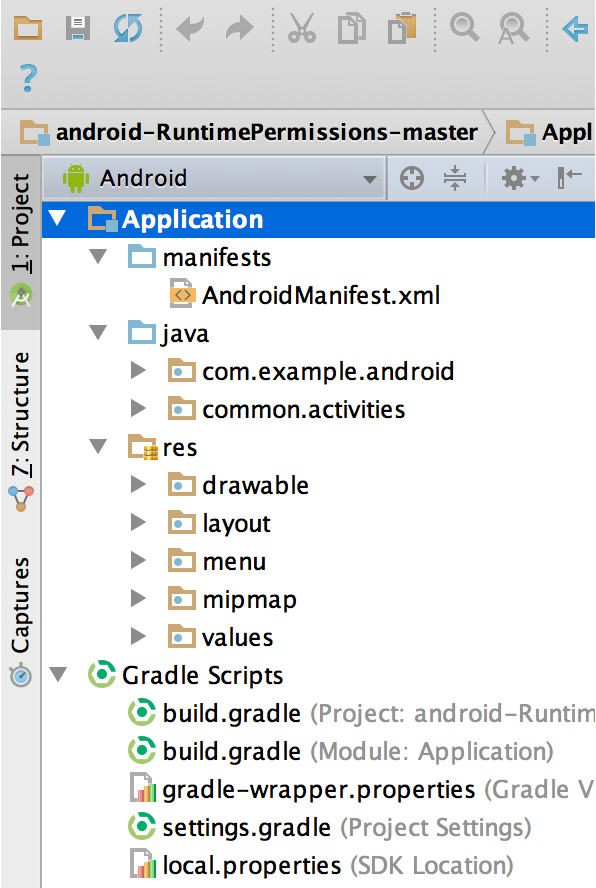 ?
android-RuntimePermissions-master Appl
Android
Application
manifests
AndroidManifest.xml
java
com.example.android
common.activities
res
drawable
layout
menu
mipmap
values
Gradle Scripts
build.gradle (Project: android-Runtim
build.gradle (Module: Application)
gradle-wrapper.properties (Gradle V
settings.gradle (Project Settings)
local.properties (SDK Location)
1: Project
7: Structure
Captures